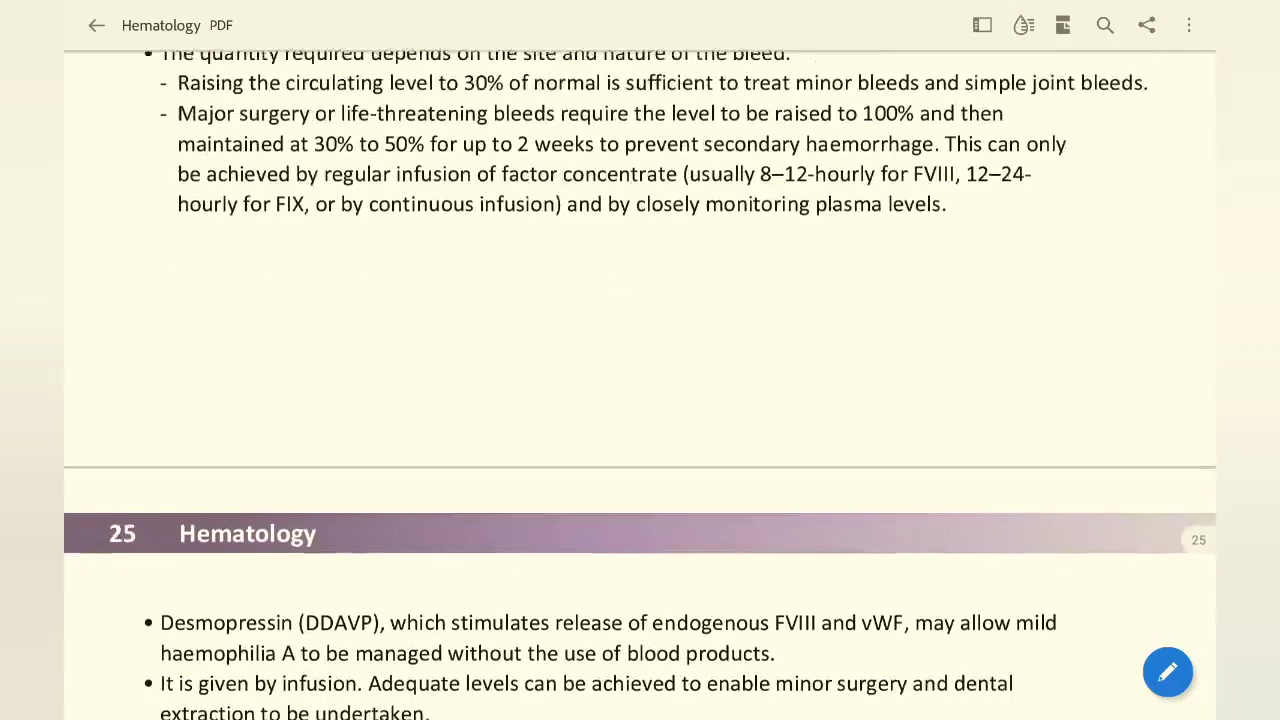 Hematology PDF
• The quantity required depends on the site and nature of the bleed.
- Raising the circulating level to 30% of normal is sufficient to treat minor bleeds and simple joint bleeds.
- Major surgery or life-threatening bleeds require the level to be raised to 100% and then
maintained at 30% to 50% for up to 2 weeks to prevent secondary haemorrhage. This can only
be achieved by regular infusion of factor concentrate (usually 8–12-hourly for FVIII, 12–24-
hourly for FIX, or by continuous infusion) and by closely monitoring plasma levels.
25 Hematology
25
• Desmopressin (DDAVP), which stimulates release of endogenous FVIII and vWF, may allow mild
haemophilia A to be managed without the use of blood products.
• It is given by infusion. Adequate levels can be achieved to enable minor surgery and dental
extraction to be undertaken.